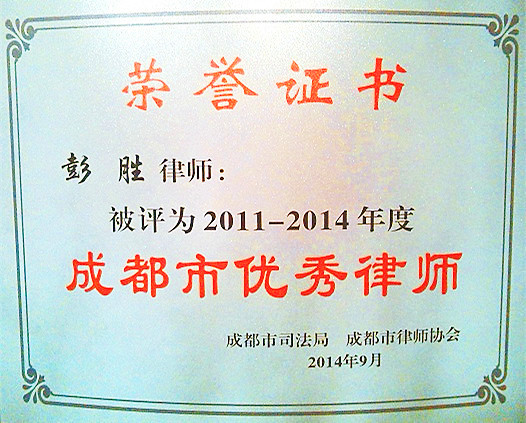 荣誉证书
彭胜律师：
被评为2011-2014年度
成都市优秀律师
成都市司法局 成都市律师协会
2014年9月